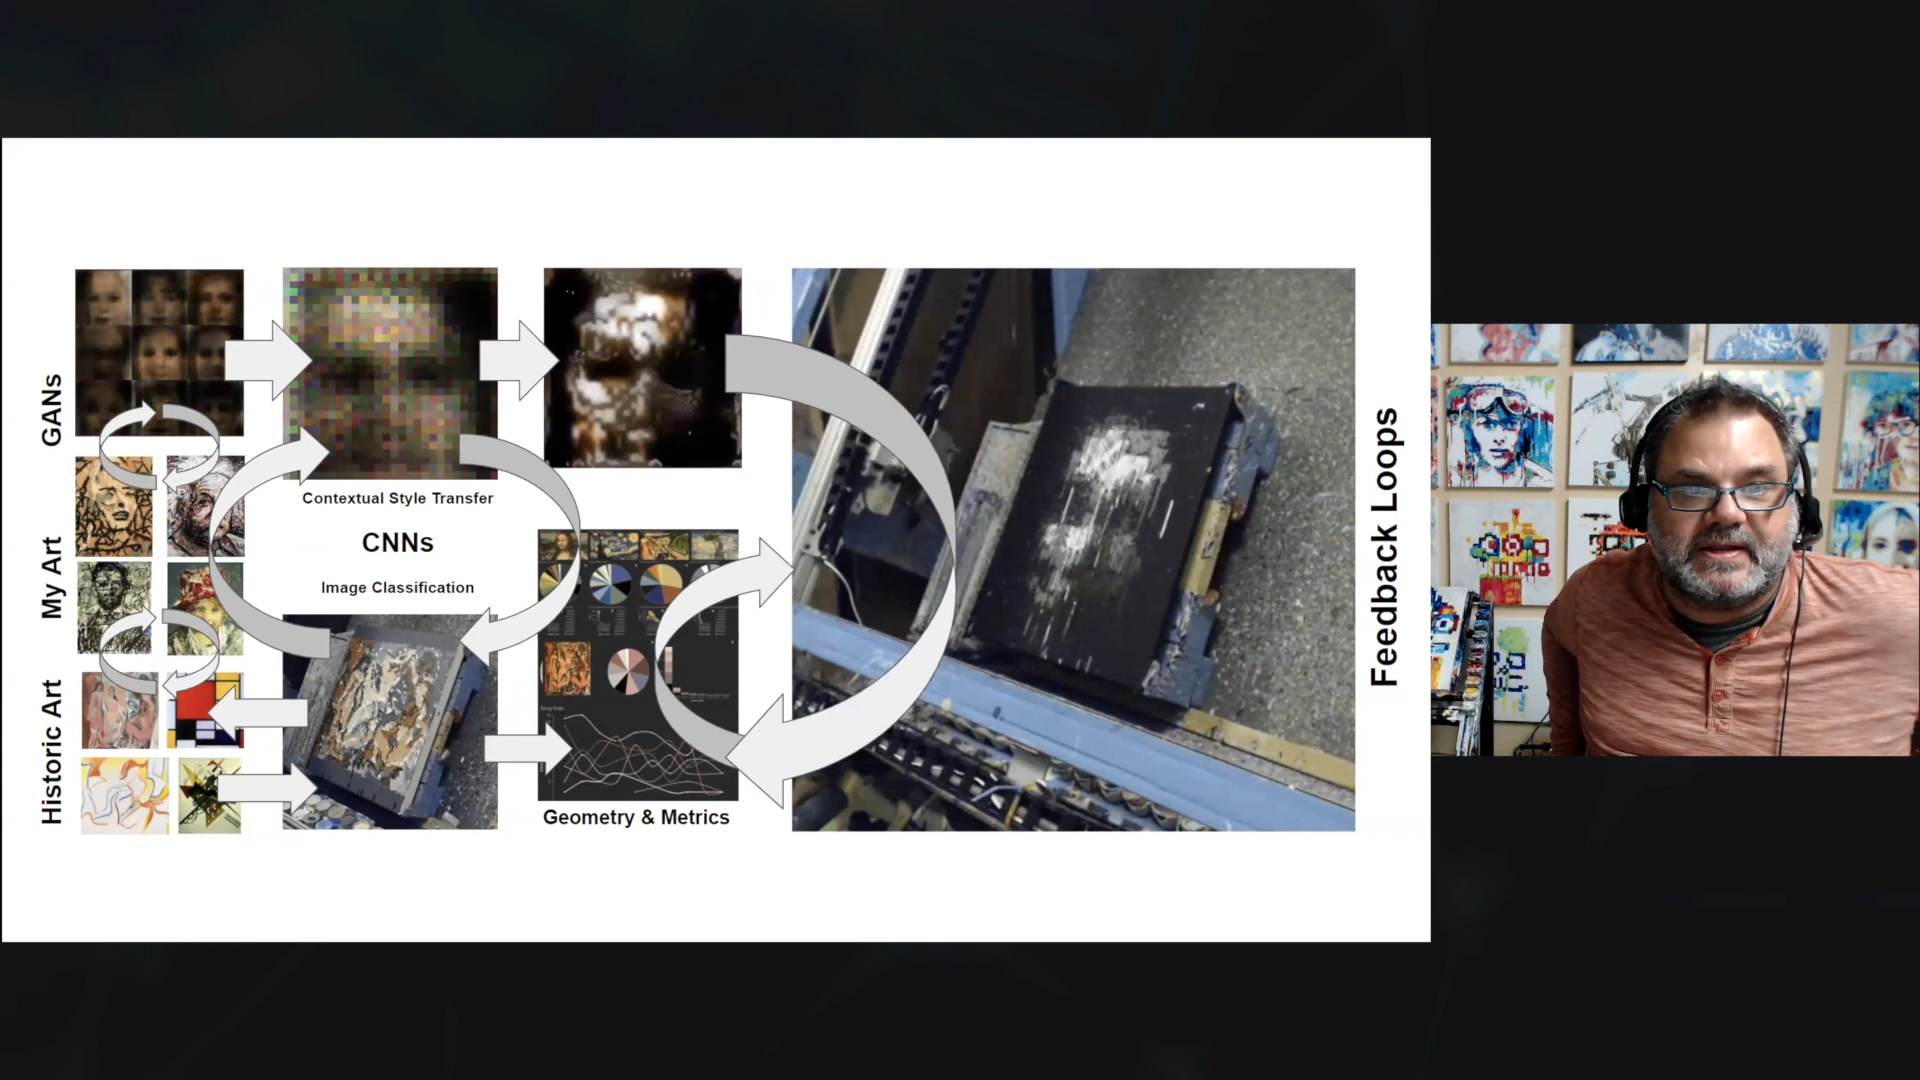 GANs
My Art
Historic Art
Contextual Style Transfer
CNNs
Image Classification
Geometry & Metrics
Feedback Loops